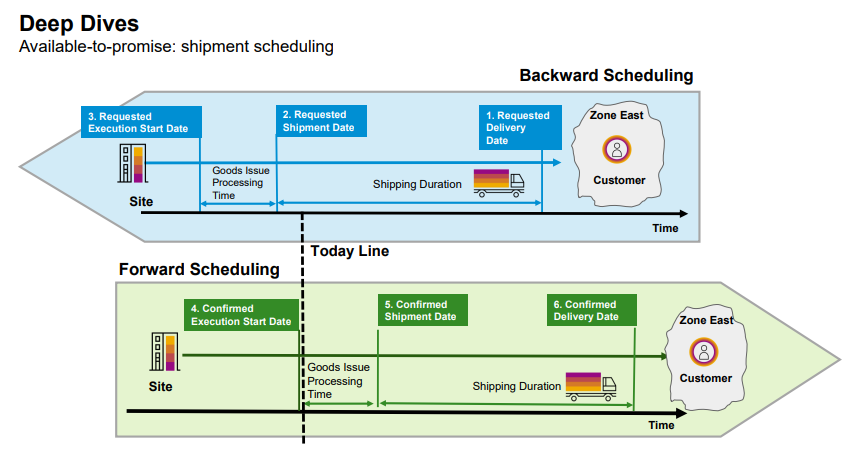 Deep Dives
Available-to-promise: shipment scheduling
Backward Scheduling
3. Requested
Execution Start Date
2. Requested
Shipment Date
1. Requested
Delivery
Date
Zone East
Goods Issue
Processing
Time
Shipping Duration
Customer
Site
Time
Today Line
Forward Scheduling
4. Confirmed
Execution Start Date
5. Confirmed
Shipment Date
6. Confirmed
Delivery Date
Zone East
Goods Issue
Processing
Time
Shipping Duration
Customer
Site
Time